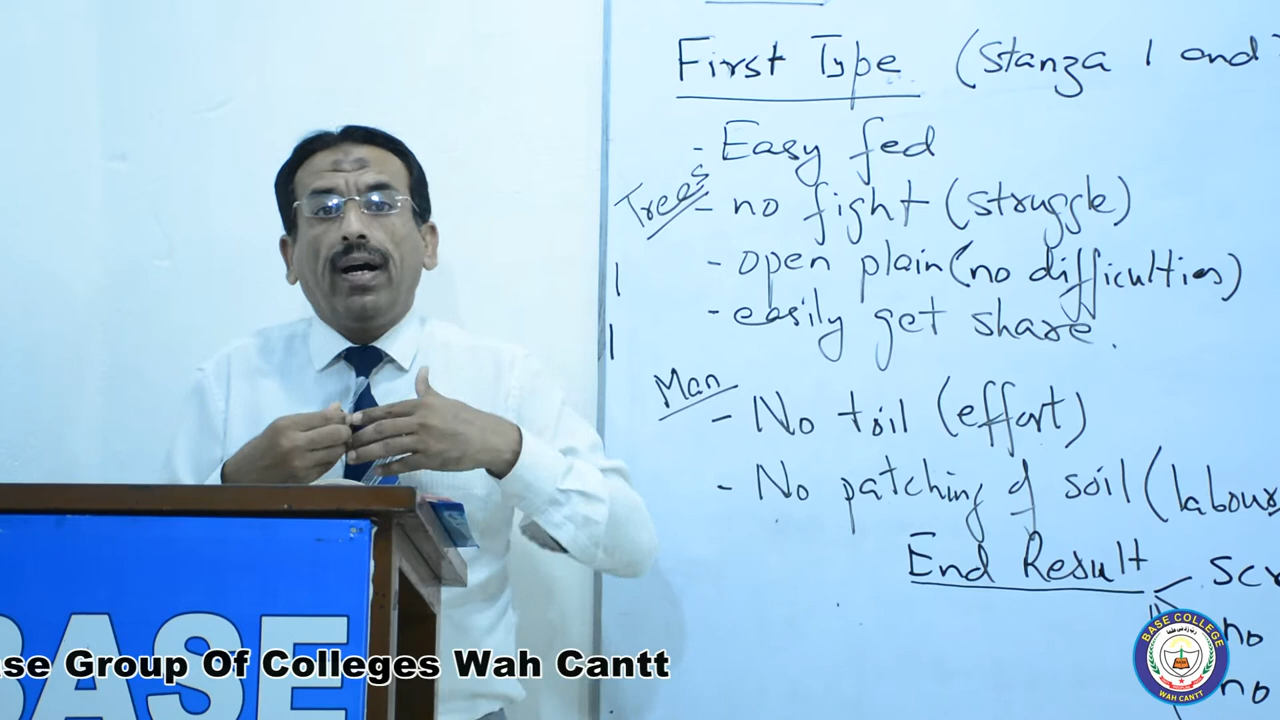 First Type (Stanza 1 and
- Easy fed
Trees - no fight (struggle)
- open plain (no difficulties)
- easily get share.
Man - No toil (effort)
- No patching of soil (labour
End Result
no
no
BASE
Group Of Colleges Wah Cantt
BASE COLLEGE
WAH CANTT